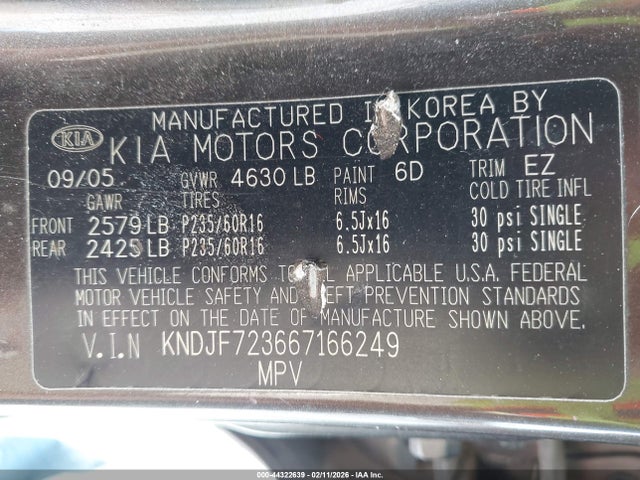 MANUFACTURED IN KOREA BY
KIA KIA MOTORS CORPORATION
09/05 GVWR 4630 LB PAINT 6D TRIM EZ
GAWR TIRES RIMS COLD TIRE INFL
FRONT 2579 LB P235/60R16 6.5Jx16 30 psi SINGLE
REAR 2425 LB P235/60R16 6.5Jx16 30 psi SINGLE
THIS VEHICLE CONFORMS TO ALL APPLICABLE U.S.A. FEDERAL
MOTOR VEHICLE SAFETY AND THEFT PREVENTION STANDARDS
IN EFFECT ON THE DATE OF MANUFACTURE SHOWN ABOVE.
V.I.N KNDJF723667166249
MPV
000-44322639 - 02/11/2026 - IAA Inc.